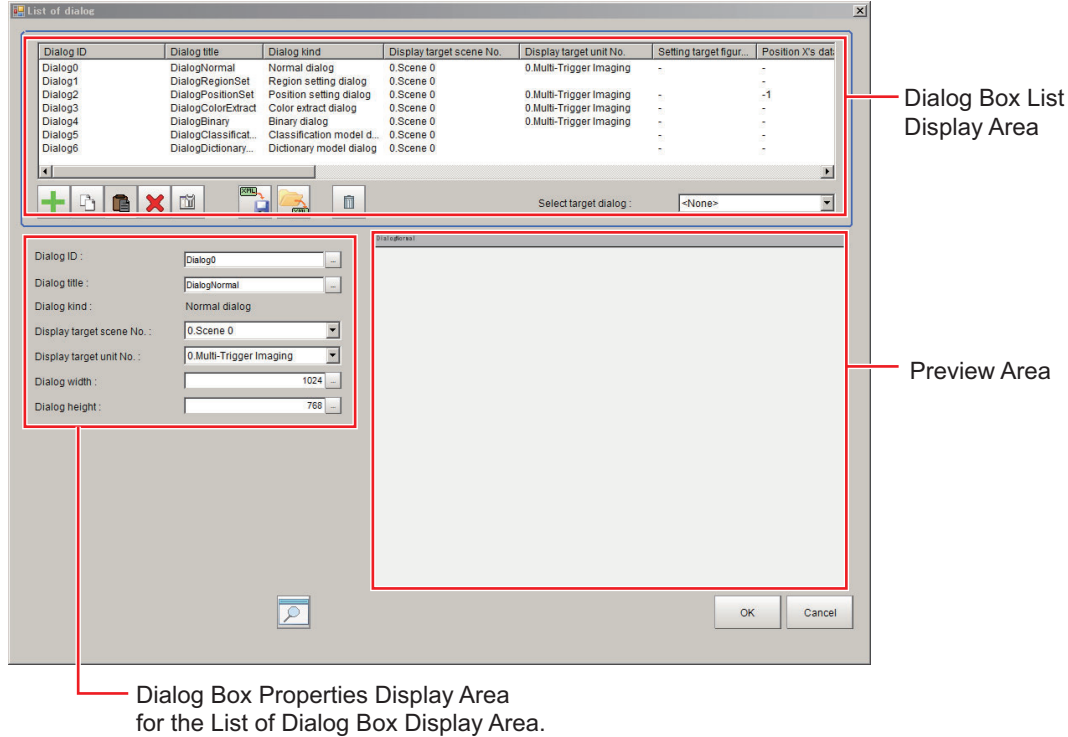 List of dialog
Dialog ID Dialog title Dialog kind Display target scene No. Display target unit No. Setting target figur... Position X's dat
Dialog0 DialogNormal Normal dialog 0.Scene 0 0.Multi-Trigger Imaging - -
Dialog1 DialogRegionSet Region setting dialog 0.Scene 0 -
Dialog2 DialogPositionSet Position setting dialog 0.Scene 0 0.Multi-Trigger Imaging - -1
Dialog3 DialogColorExtract Color extract dialog 0.Scene 0 0.Multi-Trigger Imaging - -
Dialog4 DialogBinary Binary dialog 0.Scene 0 0.Multi-Trigger Imaging - -
Dialog5 DialogClassificat... Classification model d... 0.Scene 0 - -
Dialog6 DialogDictionary... Dictionary model dialog 0.Scene 0 - -
Dialog Box List
Display Area
XML
XML
Select target dialog : <None>
DialogNormal
Dialog ID : Dialog0 ...
Dialog title : DialogNormal ...
Dialog kind : Normal dialog
Display target scene No. : 0.Scene 0
Display target unit No. : 0.Multi-Trigger Imaging
Dialog width : 1024 ...
Dialog height : 768 ...
Preview Area
OK Cancel
Dialog Box Properties Display Area
for the List of Dialog Box Display Area.